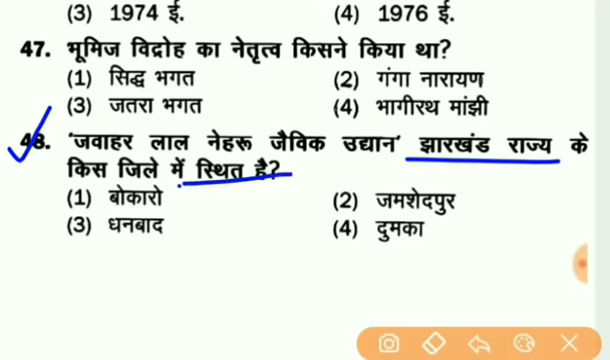 (3) 1974 ई. (4) 1976 ई.
47. भूमिज विद्रोह का नेतृत्व किसने किया था?
(1) सिद्ध भगत (2) गंगा नारायण
(3) जतरा भगत (4) भागीरथ मांझी
48. 'जवाहर लाल नेहरू जैविक उद्यान' झारखंड राज्य के
किस जिले में स्थित है?
(1) बोकारो (2) जमशेदपुर
(3) धनबाद (4) दुमका